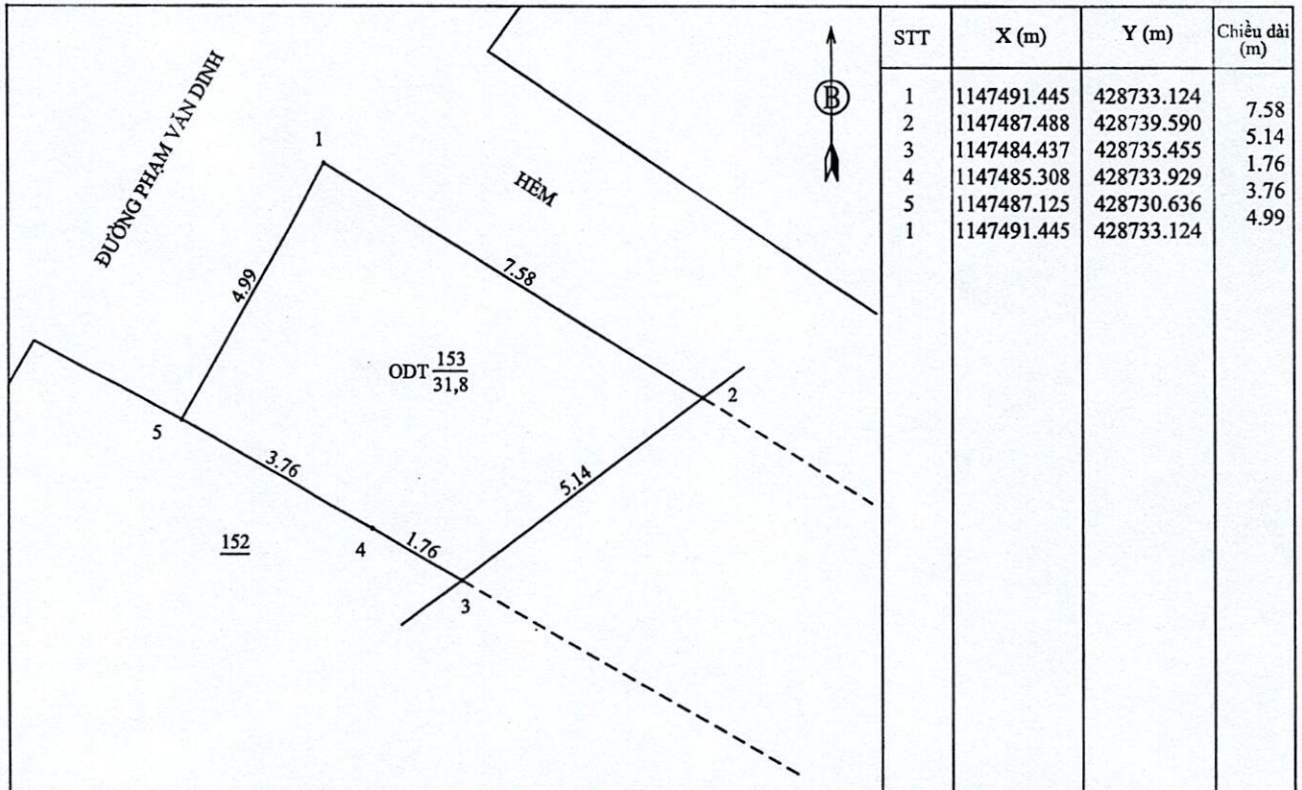 ĐƯỜNG PHẠM VĂN DINH
1
HẺM
B
7.58
4.99
ODT 153
31,8
2
5
3.76
5.14
152
4
1.76
3
STT X (m) Y (m) Chiều dài
(m)
1 1147491.445 428733.124
7.58
2 1147487.488 428739.590
5.14
3 1147484.437 428735.455
1.76
4 1147485.308 428733.929
3.76
5 1147487.125 428730.636
4.99
1 1147491.445 428733.124